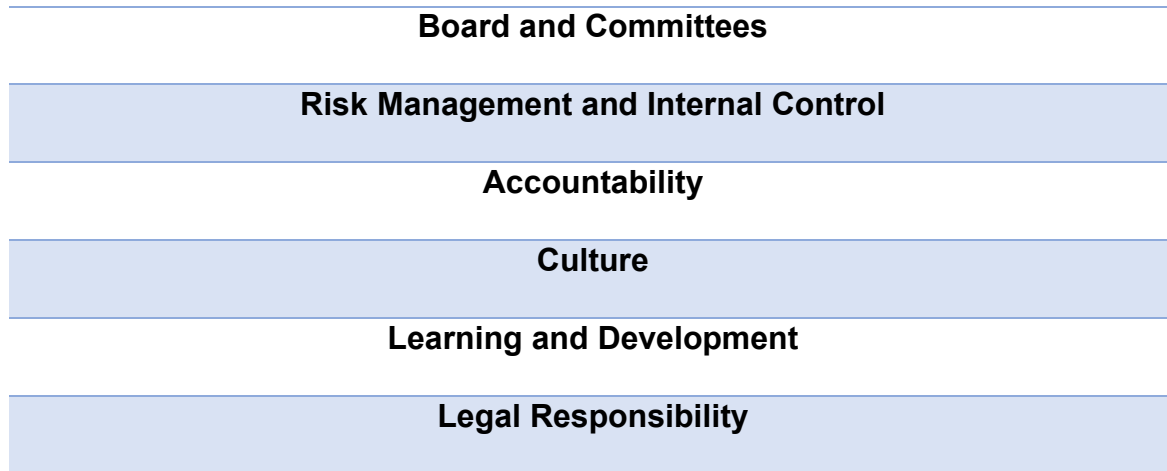 Board and Committees
Risk Management and Internal Control
Accountability
Culture
Learning and Development
Legal Responsibility